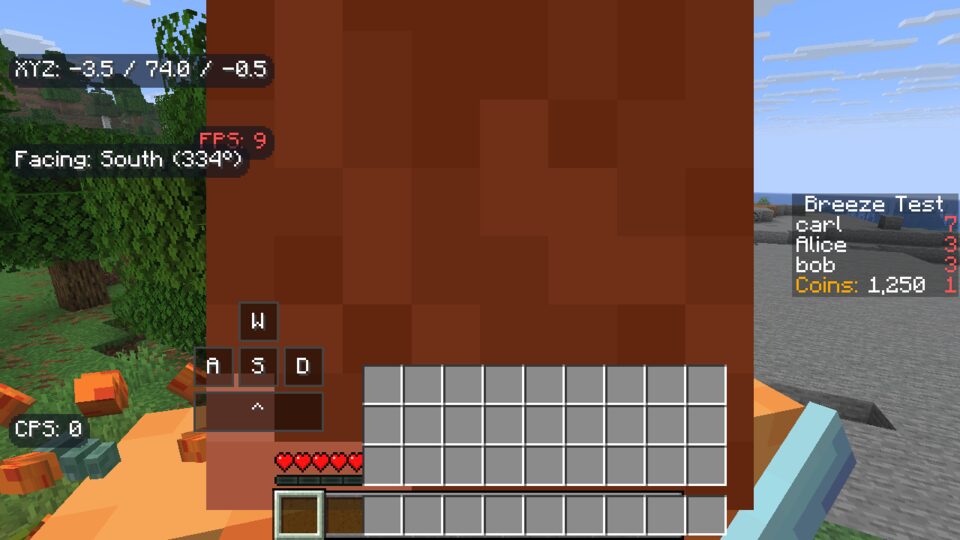 XYZ: -3.5 / 74.0 / -0.5
FPS: 9
Facing: South (334°)
Breeze Test
carl 7
Alice 3
bob 3
Coins: 1,250 1
W
A S D
^
CPS: 0